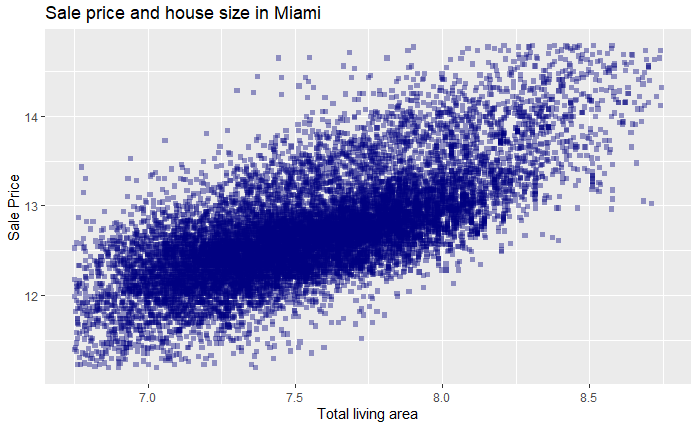 Sale price and house size in Miami
Sale Price
14
13
12
7.0 7.5 8.0 8.5
Total living area